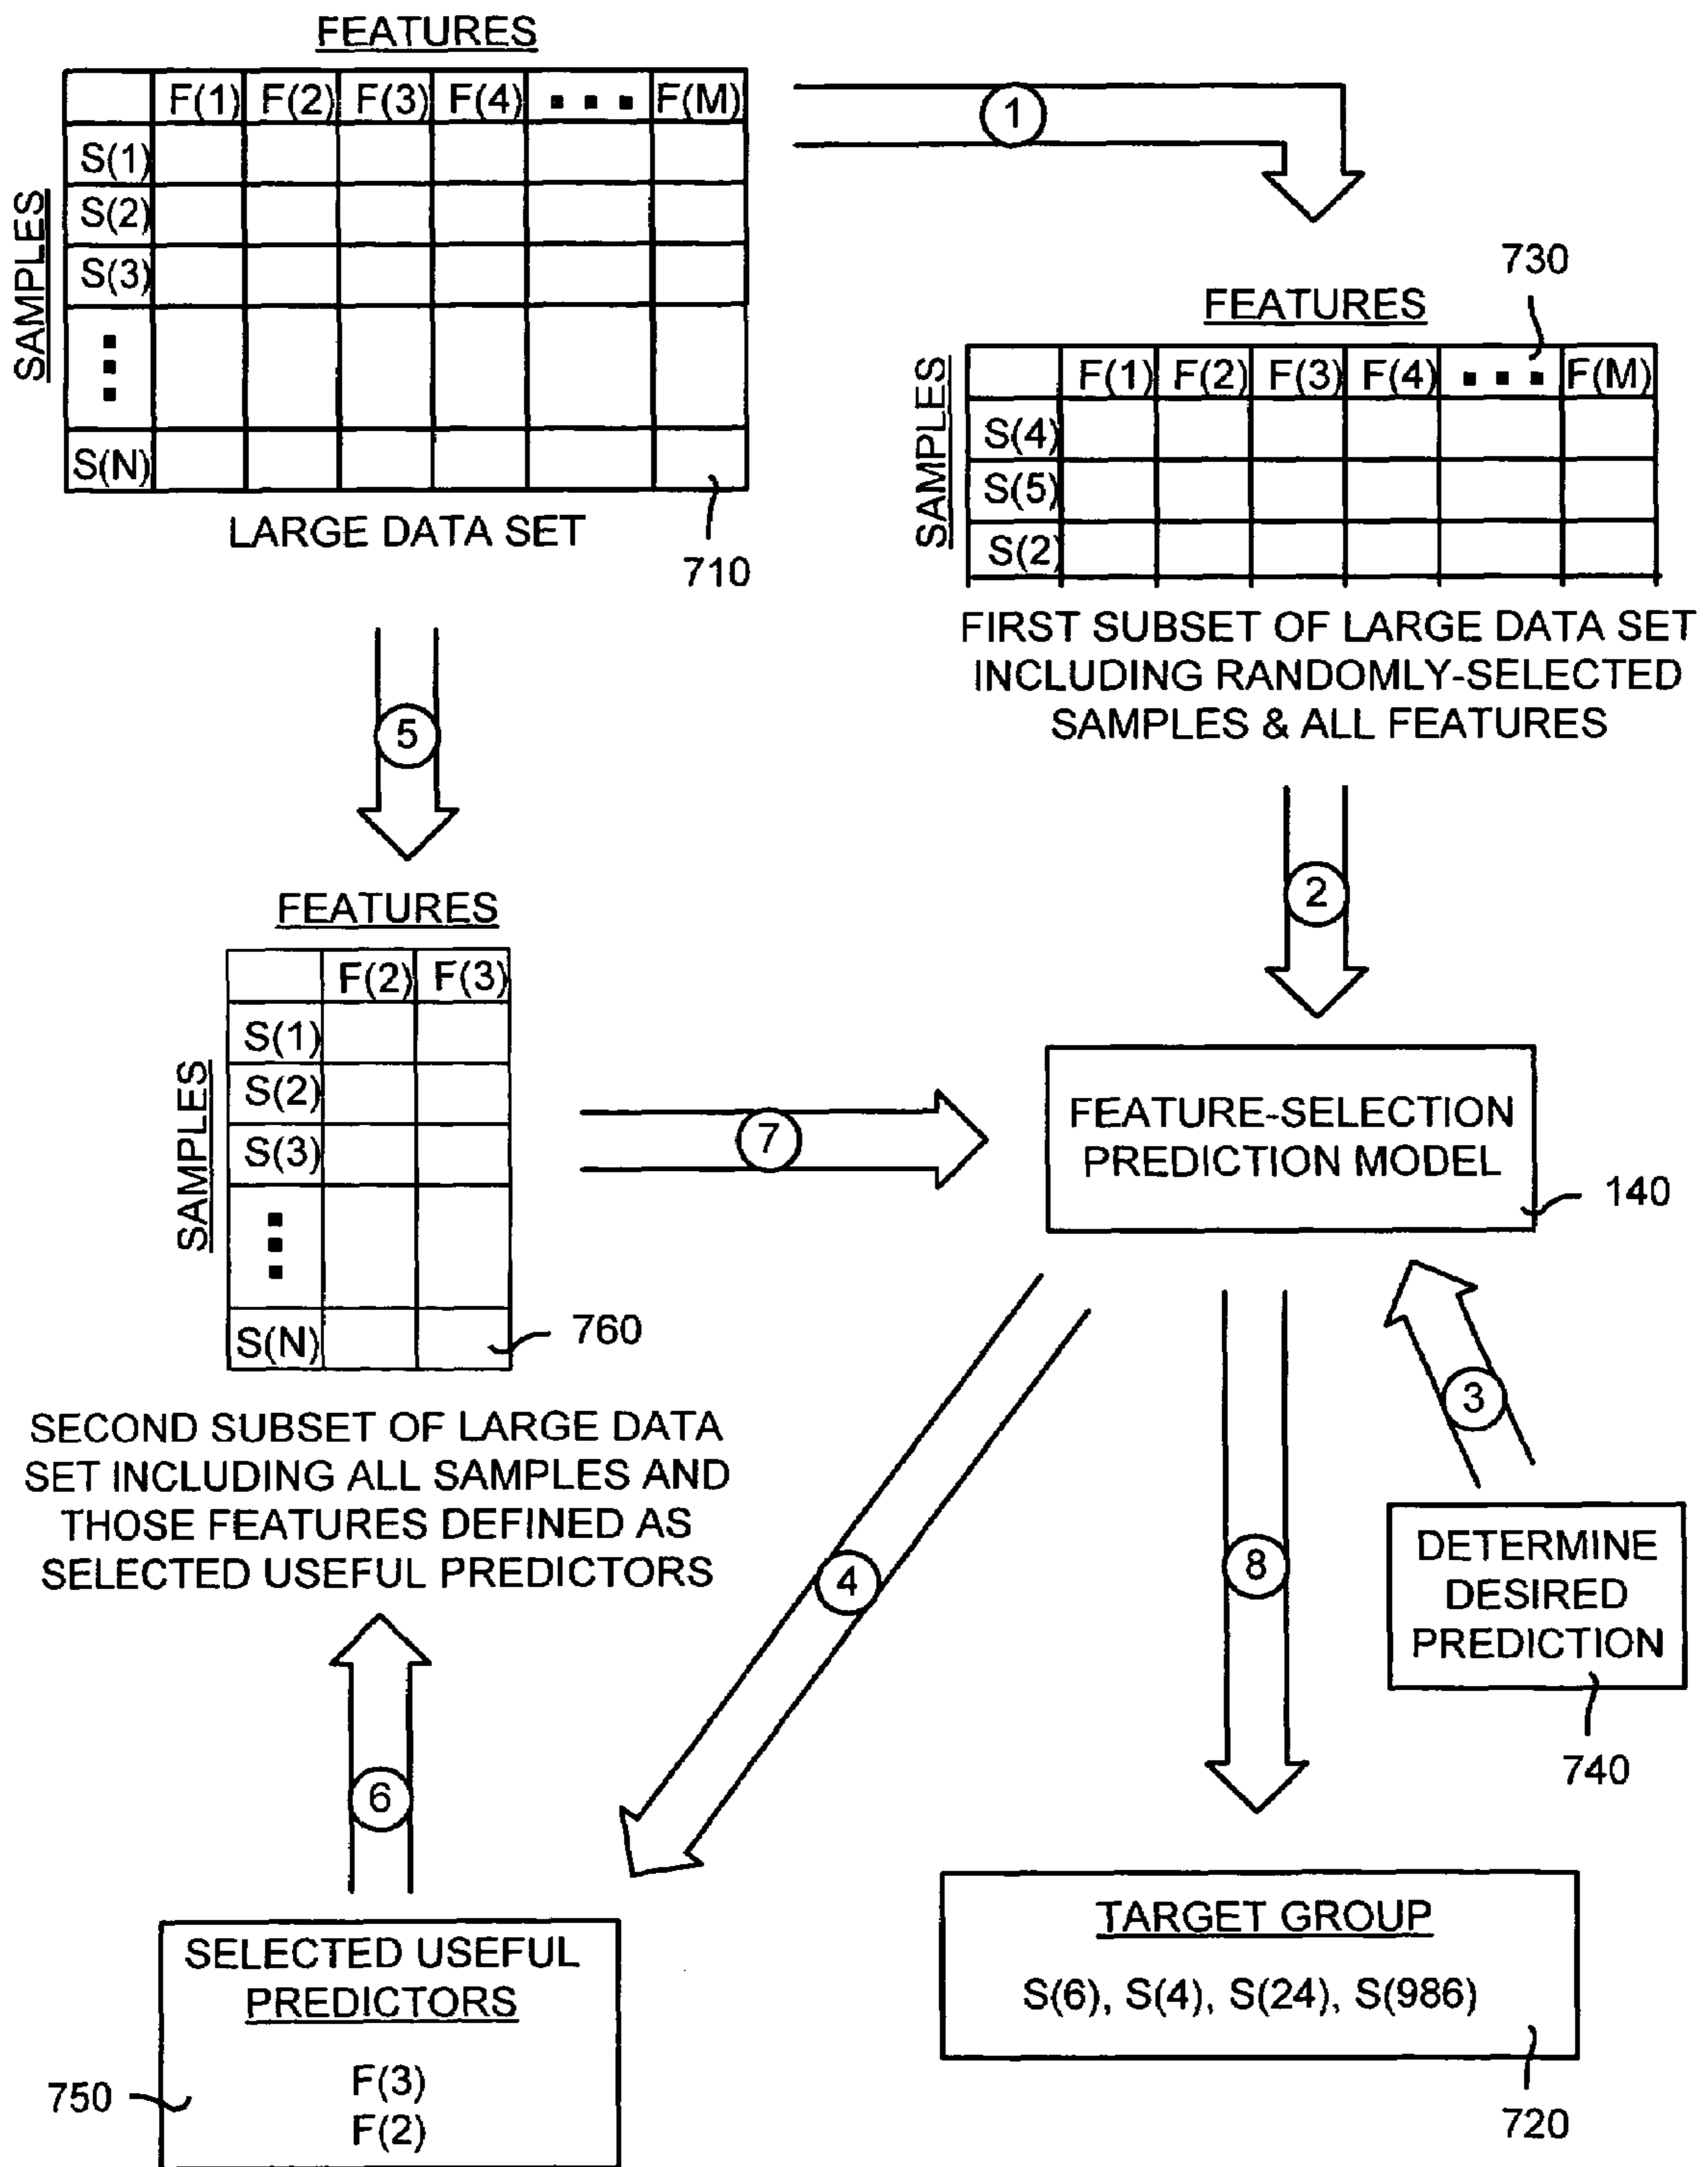 FEATURES
F(1) F(2) F(3) F(4) ▪ ▪ ▪ F(M)
SAMPLES
S(1)
S(2)
S(3)
S(N)
LARGE DATA SET
710
1
730
FEATURES
F(1) F(2) F(3) F(4) ▪ ▪ ▪ F(M)
SAMPLES
S(4)
S(5)
S(2)
FIRST SUBSET OF LARGE DATA SET
INCLUDING RANDOMLY-SELECTED
SAMPLES & ALL FEATURES
5
2
FEATURES
F(2) F(3)
SAMPLES
S(1)
S(2)
S(3)
S(N)
760
7
FEATURE-SELECTION
PREDICTION MODEL
140
SECOND SUBSET OF LARGE DATA
SET INCLUDING ALL SAMPLES AND
THOSE FEATURES DEFINED AS
SELECTED USEFUL PREDICTORS
4
8
3
DETERMINE
DESIRED
PREDICTION
740
6
SELECTED USEFUL
PREDICTORS
F(3)
F(2)
750
TARGET GROUP
S(6), S(4), S(24), S(986)
720